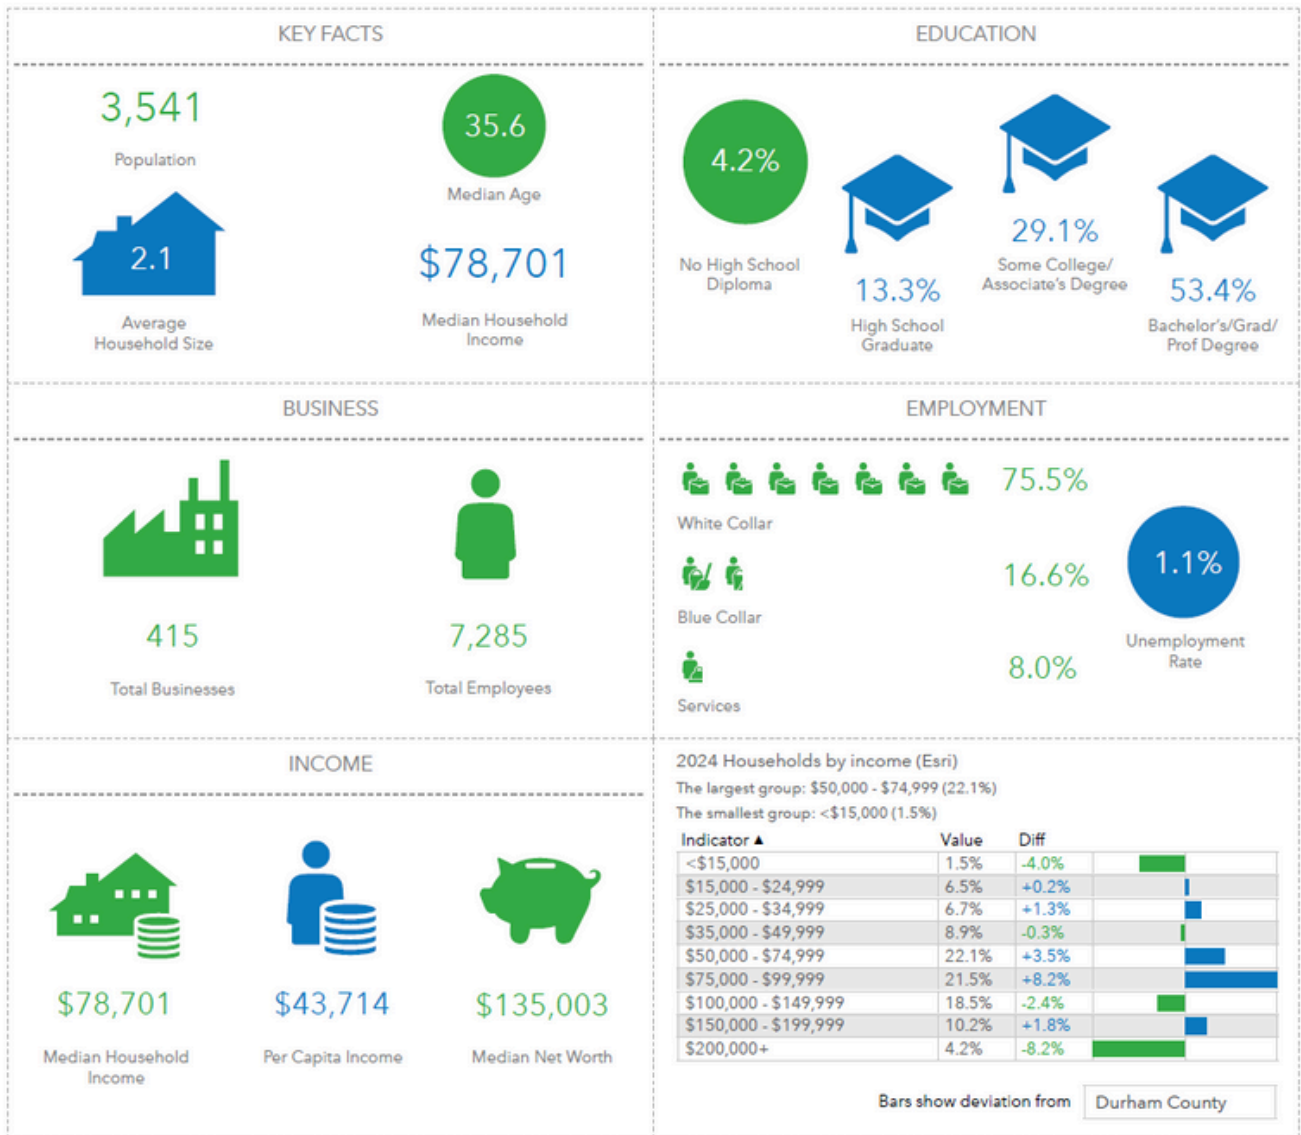 KEY FACTS
3,541
Population
35.6
Median Age
2.1
Average
Household Size
$78,701
Median Household
Income
EDUCATION
4.2%
No High School
Diploma
13.3%
High School
Graduate
29.1%
Some College/
Associate's Degree
53.4%
Bachelor's/Grad/
Prof Degree
BUSINESS
415
Total Businesses
7,285
Total Employees
EMPLOYMENT
75.5%
White Collar
16.6%
Blue Collar
8.0%
Services
1.1%
Unemployment
Rate
INCOME
$78,701
Median Household
Income
$43,714
Per Capita Income
$135,003
Median Net Worth
2024 Households by income (Esri)
The largest group: $50,000 - $74,999 (22.1%)
The smallest group: <$15,000 (1.5%)
Indicator ▲ Value Diff
<$15,000 1.5% -4.0%
$15,000 - $24,999 6.5% +0.2%
$25,000 - $34,999 6.7% +1.3%
$35,000 - $49,999 8.9% -0.3%
$50,000 - $74,999 22.1% +3.5%
$75,000 - $99,999 21.5% +8.2%
$100,000 - $149,999 18.5% -2.4%
$150,000 - $199,999 10.2% +1.8%
$200,000+ 4.2% -8.2%
Bars show deviation from Durham County